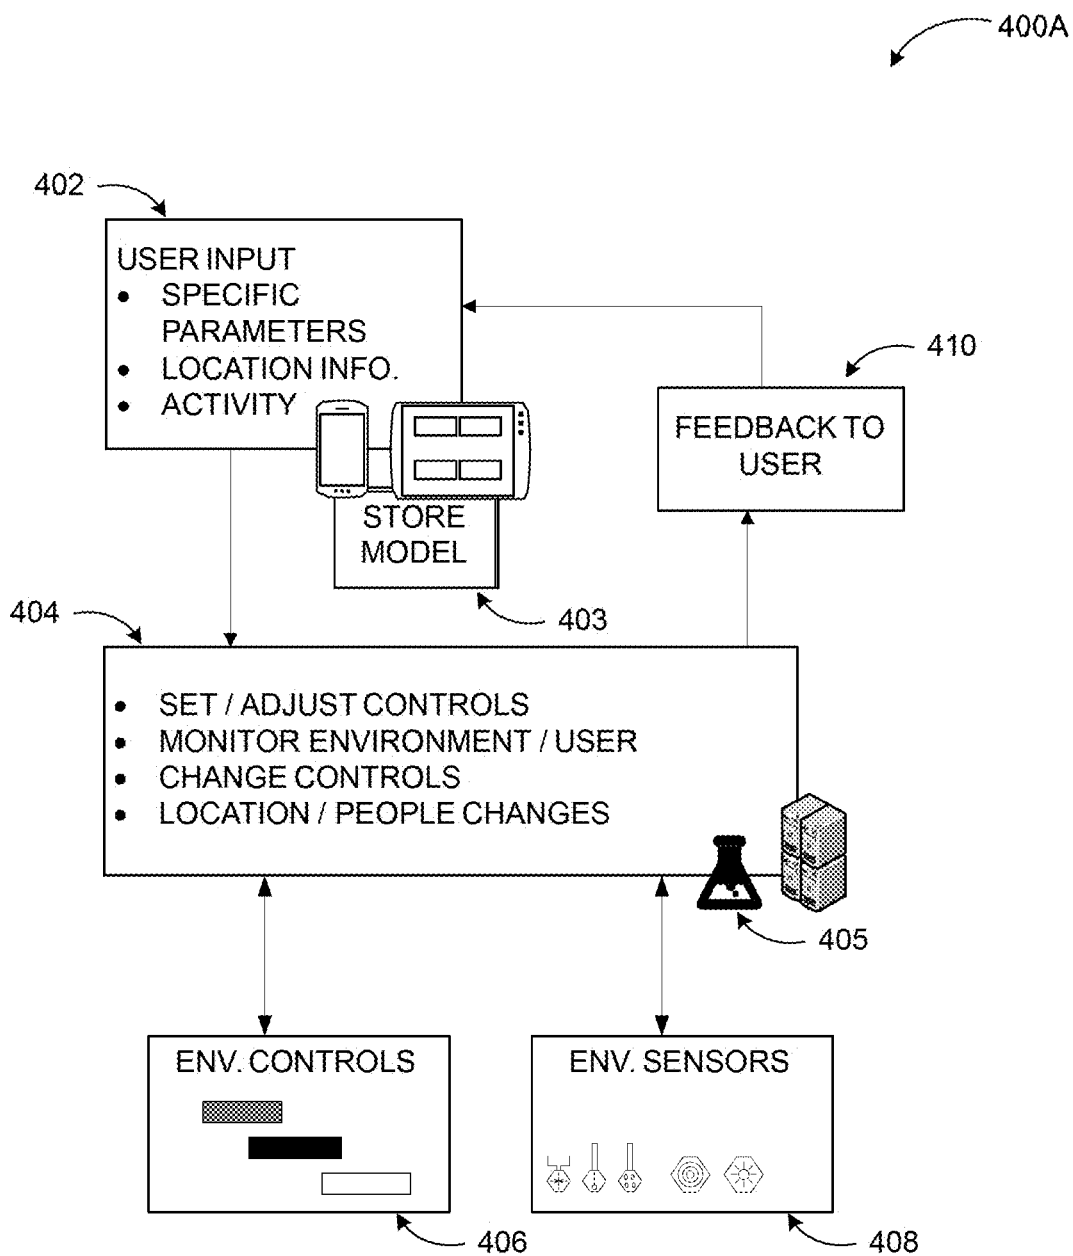 400A
402
USER INPUT
• SPECIFIC
PARAMETERS
• LOCATION INFO.
• ACTIVITY
410
FEEDBACK TO
USER
STORE
MODEL
403
404
• SET / ADJUST CONTROLS
• MONITOR ENVIRONMENT / USER
• CHANGE CONTROLS
• LOCATION / PEOPLE CHANGES
405
ENV. CONTROLS
406
ENV. SENSORS
408